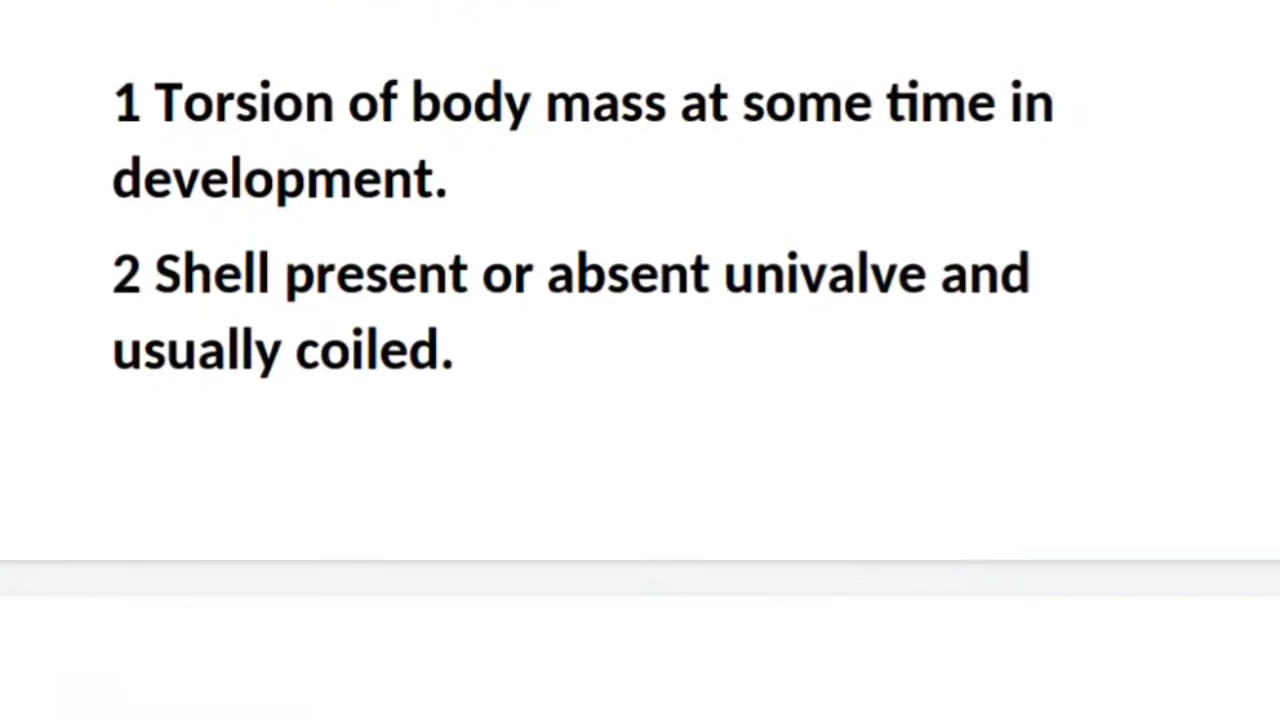 1 Torsion of body mass at some time in
development.
2 Shell present or absent univalve and
usually coiled.